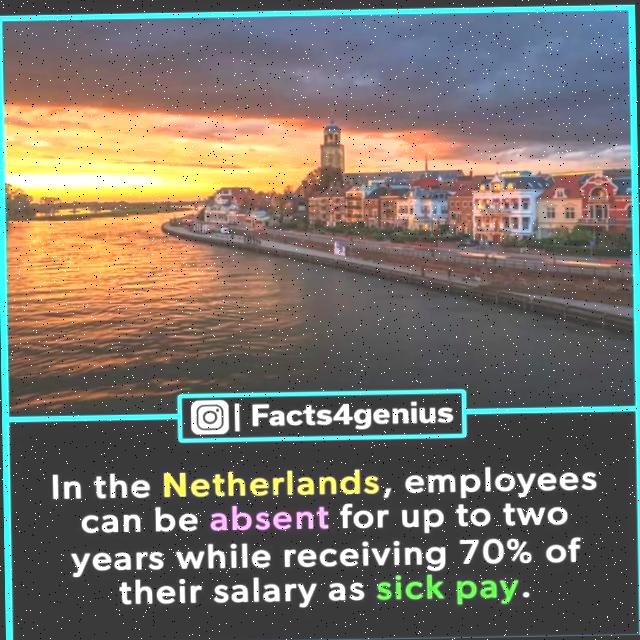 | Facts4genius
In the Netherlands, employees
can be absent for up to two
years while receiving 70% of
their salary as sick pay.